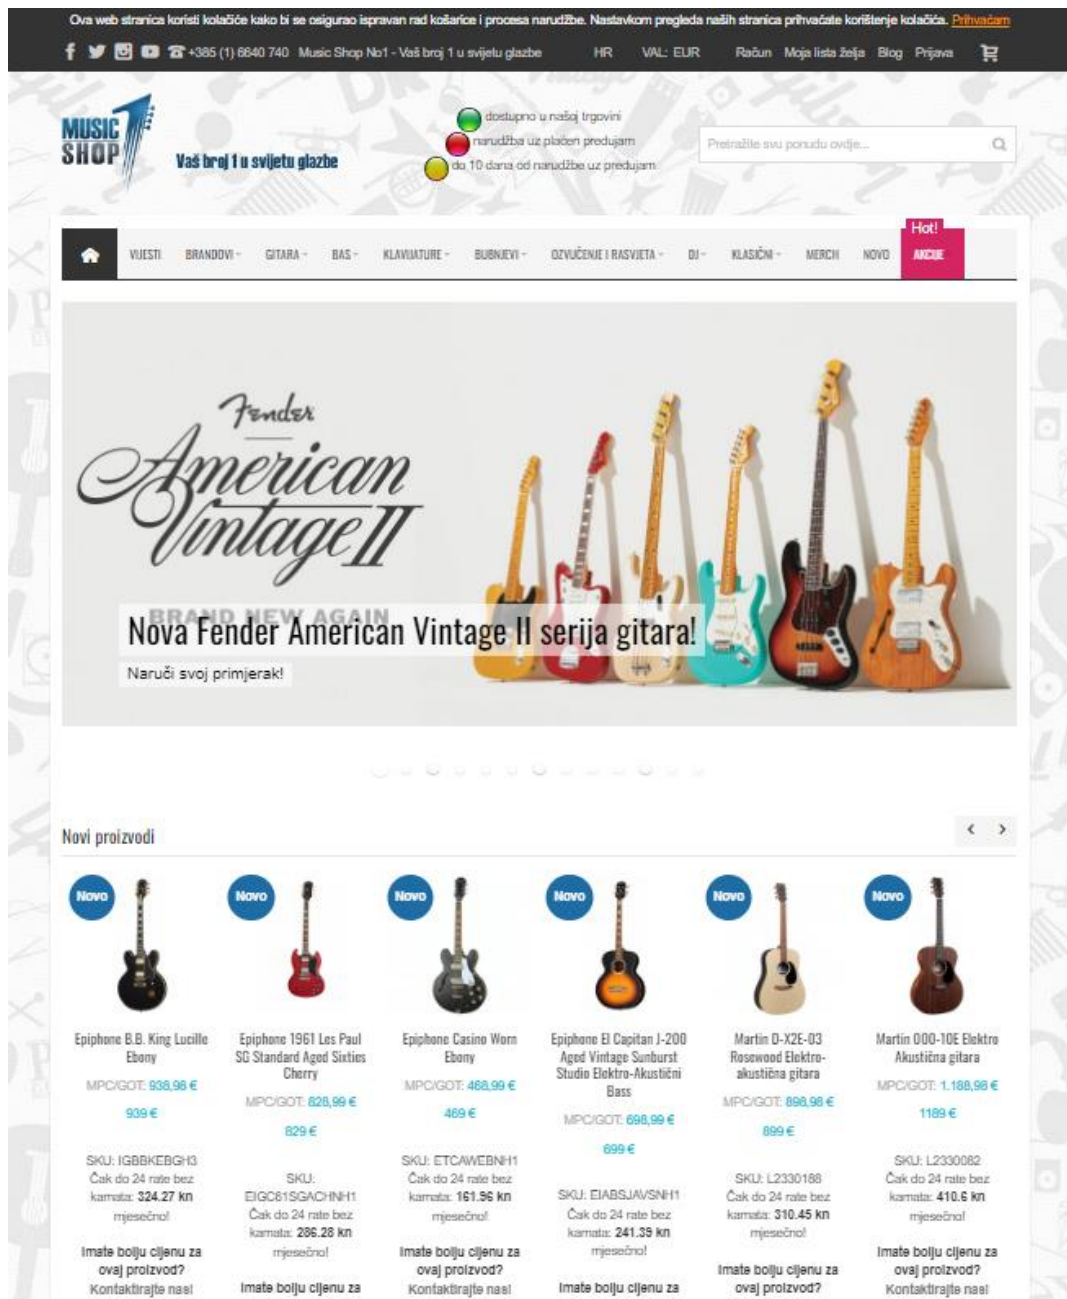 Ova web stranica koristi kolačiće kako bi se osigurao ispravan rad košarice i procesa narudžbe. Nastavkom pregleda naših stranica prihvaćate korištenje kolačića. Prihvaćam
+385 (1) 6640 740 Music Shop No1 - Vaš broj 1 u svijetu glazbe HR VAL: EUR Račun Moja lista želja Blog Prijava
MUSIC
SHOP
Vaš broj 1 u svijetu glazbe
dostupno u našoj trgovini
narudžba uz plaćen predujam
do 10 dana od narudžbe uz predujam
Pretražite svu ponudu ovdje...
Hot!
VIJESTI BRANDOVI GITARA BAS KLAVIJATURE BUBNJEVI OZVUČENJE I RASVJETA DJ KLASIČNI MERCH NOVO AKCIJE
Fender
American
Vintage II
BRAND NEW AGAIN
Nova Fender American Vintage II serija gitara!
Naruči svoj primjerak!
Novi proizvodi
Novo
Epiphone B.B. King Lucille
Ebony
MPC/GOT: 938,98 €
939 €
SKU: IGBBKEBGH3
Čak do 24 rate bez
kamata: 324.27 kn
mjesečno!
Imate bolju cijenu za
ovaj proizvod?
Kontaktirajte nas!
Novo
Epiphone 1961 Les Paul
SG Standard Aged Sixties
Cherry
MPC/GOT: 828,99 €
829 €
SKU:
EIGC61SGACHNH1
Čak do 24 rate bez
kamata: 286.28 kn
mjesečno!
Imate bolju cijenu za
Novo
Epiphone Casino Worn
Ebony
MPC/GOT: 468,99 €
469 €
SKU: ETCAWEBNH1
Čak do 24 rate bez
kamata: 161.96 kn
mjesečno!
Imate bolju cijenu za
ovaj proizvod?
Kontaktirajte nas!
Novo
Epiphone El Capitan J-200
Aged Vintage Sunburst
Studio Elektro-Akustični
Bass
MPC/GOT: 698,99 €
699 €
SKU: EIABSJAVSNH1
Čak do 24 rate bez
kamata: 241.39 kn
mjesečno!
Imate bolju cijenu za
Novo
Martin D-X2E-03
Rosewood Elektro-
akustična gitara
MPC/GOT: 898,98 €
899 €
SKU: L2330188
Čak do 24 rate bez
kamata: 310.45 kn
mjesečno!
Imate bolju cijenu za
ovaj proizvod?
Novo
Martin 000-10E Elektro
Akustična gitara
MPC/GOT: 1.188,98 €
1189 €
SKU: L2330082
Čak do 24 rate bez
kamata: 410.6 kn
mjesečno!
Imate bolju cijenu za
ovaj proizvod?
Kontaktirajte nas!